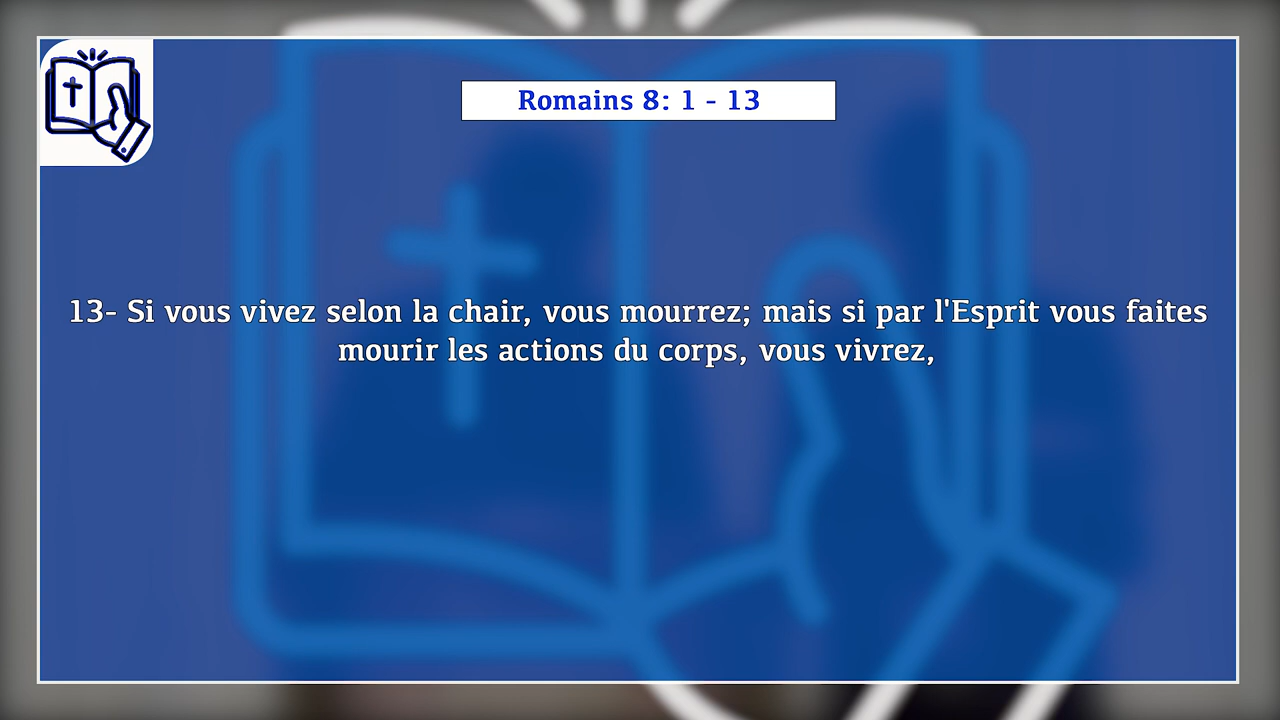 Romains 8: 1 - 13
13- Si vous vivez selon la chair, vous mourrez; mais si par l'Esprit vous faites
mourir les actions du corps, vous vivrez,